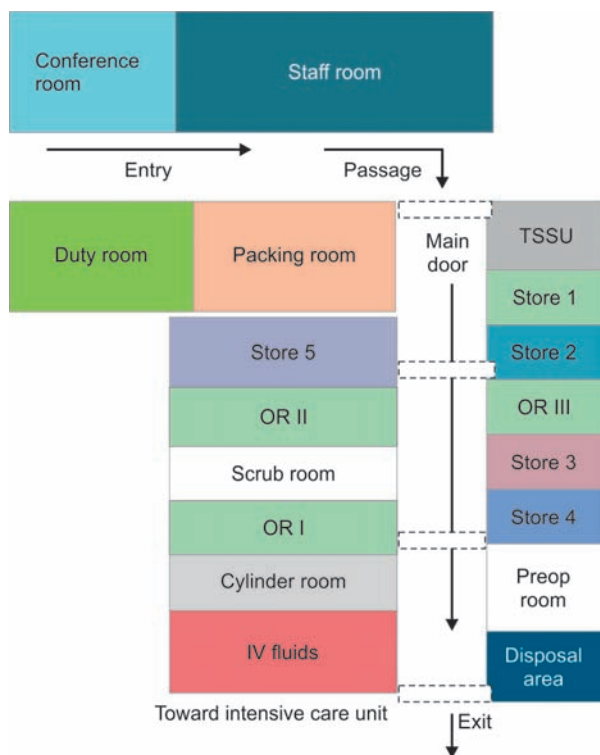 Conference
room
Staff room
Entry
Passage
Duty room
Packing room
Main
door
TSSU
Store 1
Store 5
Store 2
OR II
OR III
Scrub room
Store 3
OR I
Store 4
Cylinder room
Preop
room
IV fluids
Disposal
area
Toward intensive care unit
Exit